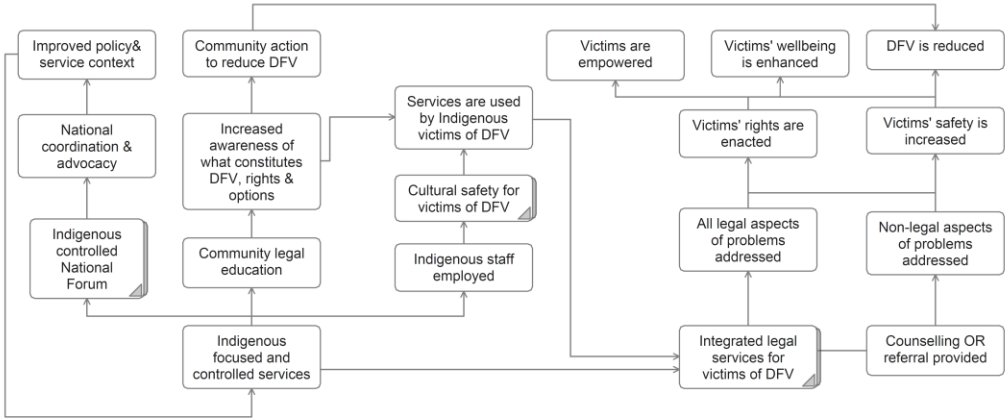 Improved policy&
service context
Community action
to reduce DFV
Victims are
empowered
Victims' wellbeing
is enhanced
DFV is reduced
National
coordination &
advocacy
Increased
awareness of
what constitutes
DFV, rights &
options
Services are used
by Indigenous
victims of DFV
Victims' rights are
enacted
Victims' safety is
increased
Indigenous
controlled
National
Forum
Community legal
education
Cultural safety for
victims of DFV
Indigenous staff
employed
All legal aspects
of problems
addressed
Non-legal aspects
of problems
addressed
Indigenous
focused and
controlled services
Integrated legal
services for
victims of DFV
Counselling OR
referral provided